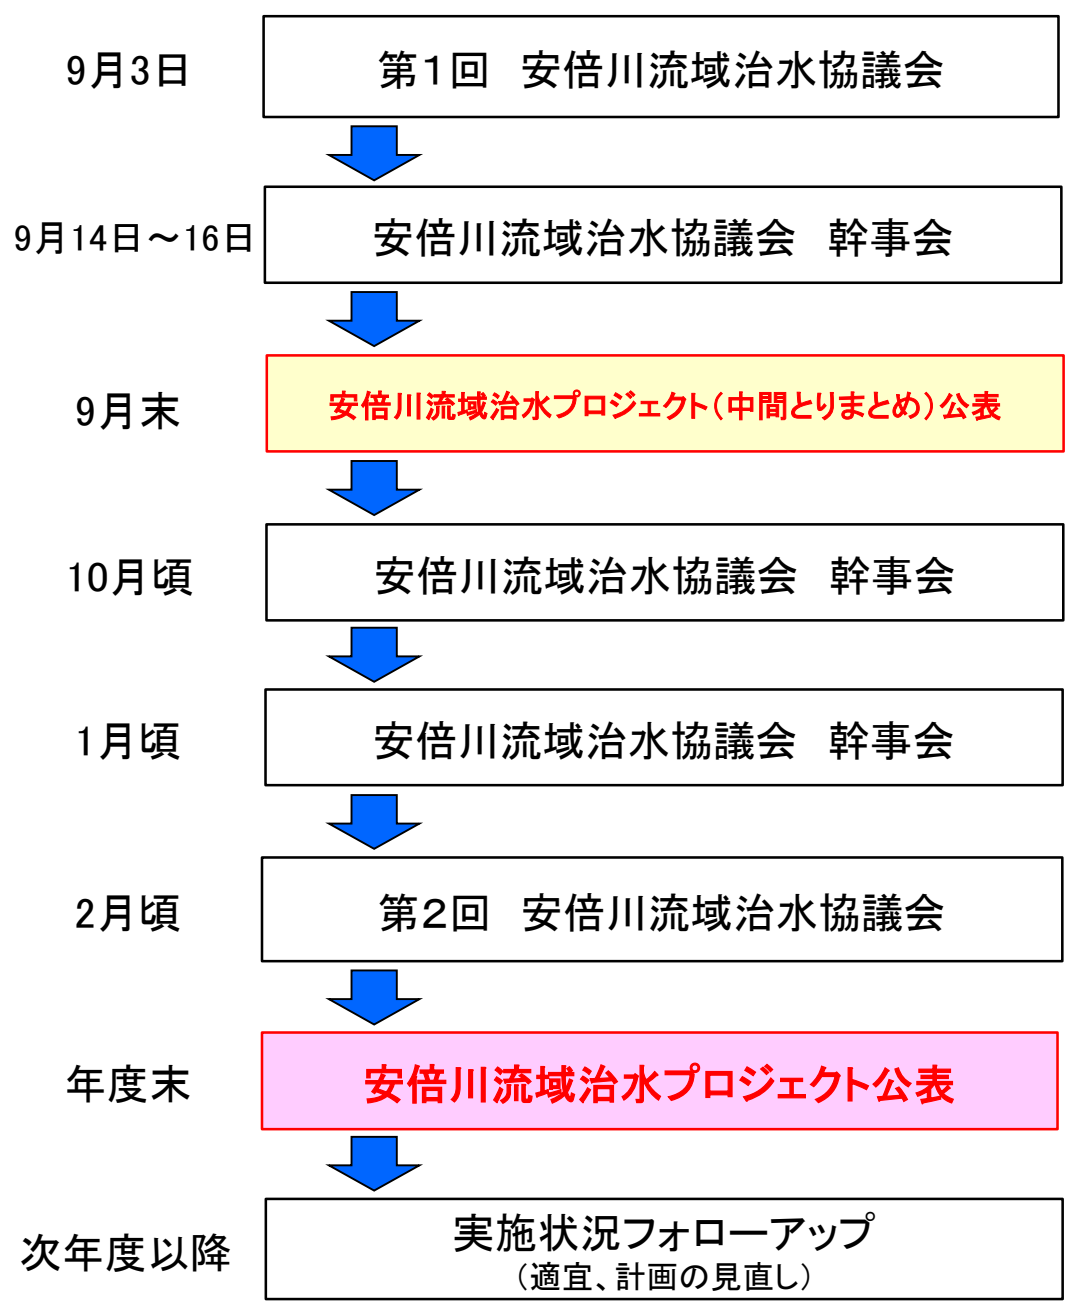 9月3日
第１回　安倍川流域治水協議会
9月14日～16日
安倍川流域治水協議会　幹事会
9月末
安倍川流域治水プロジェクト（中間とりまとめ）公表
10月頃
安倍川流域治水協議会　幹事会
1月頃
安倍川流域治水協議会　幹事会
2月頃
第２回　安倍川流域治水協議会
年度末
安倍川流域治水プロジェクト公表
次年度以降
実施状況フォローアップ
（適宜、計画の見直し）